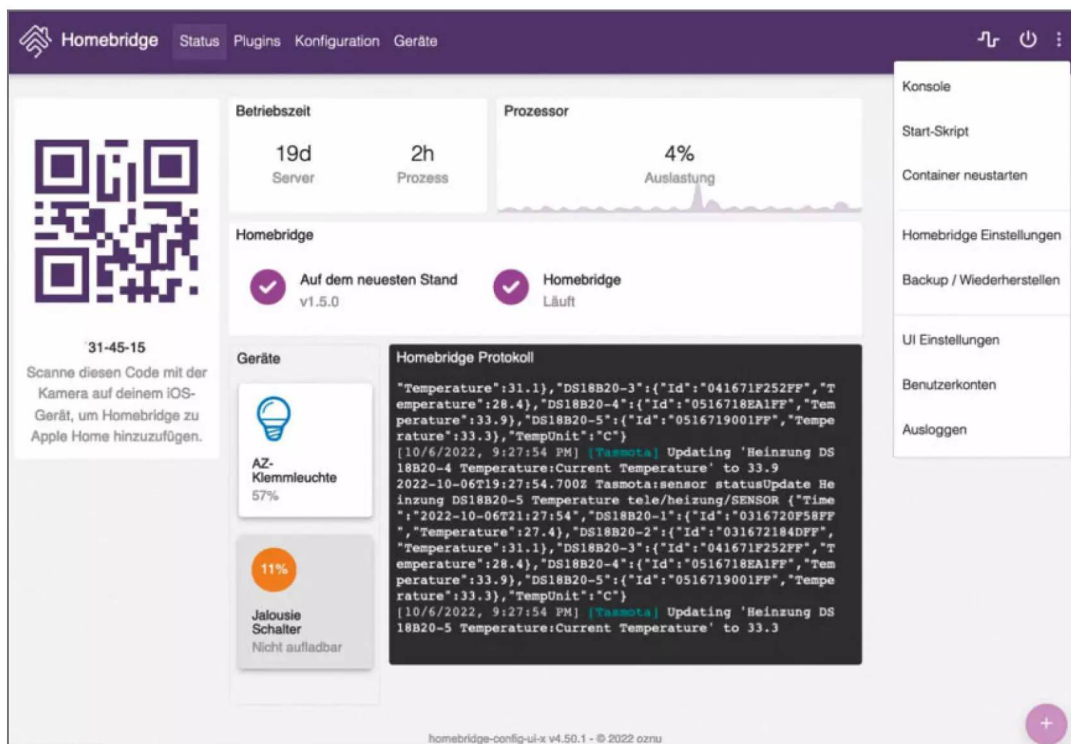 Homebridge Status Plugins Konfiguration Geräte
Konsole
Start-Skript
Container neustarten
Homebridge Einstellungen
Backup / Wiederherstellen
UI Einstellungen
Benutzerkonten
Ausloggen
31-45-15
Scanne diesen Code mit der
Kamera auf deinem iOS-
Gerät, um Homebridge zu
Apple Home hinzuzufügen.
Betriebszeit
19d
Server
2h
Prozess
Prozessor
4%
Auslastung
Homebridge
Auf dem neuesten Stand
v1.5.0
Homebridge
Läuft
Geräte
AZ-
Klemmleuchte
57%
11%
Jalousie
Schalter
Nicht aufladbar
Homebridge Protokoll
"Temperature":31.1},"DS18B20-3":{"Id":"041671F252FF","T
emperature":28.4},"DS18B20-4":{"Id":"0516718EA1FF","Tem
perature":33.9},"DS18B20-5":{"Id":"0516719001FF","Tempe
rature":33.3},"TempUnit":"C"}
[10/6/2022, 9:27:54 PM] [Tasmota] Updating 'Heinzung DS
18B20-4 Temperature:Current Temperature' to 33.9
2022-10-06T19:27:54.700Z Tasmota:sensor statusUpdate He
inzung DS18B20-5 Temperature tele/heizung/SENSOR {"Time
":"2022-10-06T21:27:54","DS18B20-1":{"Id":"0316720F58FF
","Temperature":27.4},"DS18B20-2":{"Id":"031672184DFF",
"Temperature":31.1},"DS18B20-3":{"Id":"041671F252FF","T
emperature":28.4},"DS18B20-4":{"Id":"0516718EA1FF","Tem
perature":33.9},"DS18B20-5":{"Id":"0516719001FF","Tempe
rature":33.3},"TempUnit":"C"}
[10/6/2022, 9:27:54 PM] [Tasmota] Updating 'Heinzung DS
18B20-5 Temperature:Current Temperature' to 33.3
homebridge-config-ui-x v4.50.1 - © 2022 oznu